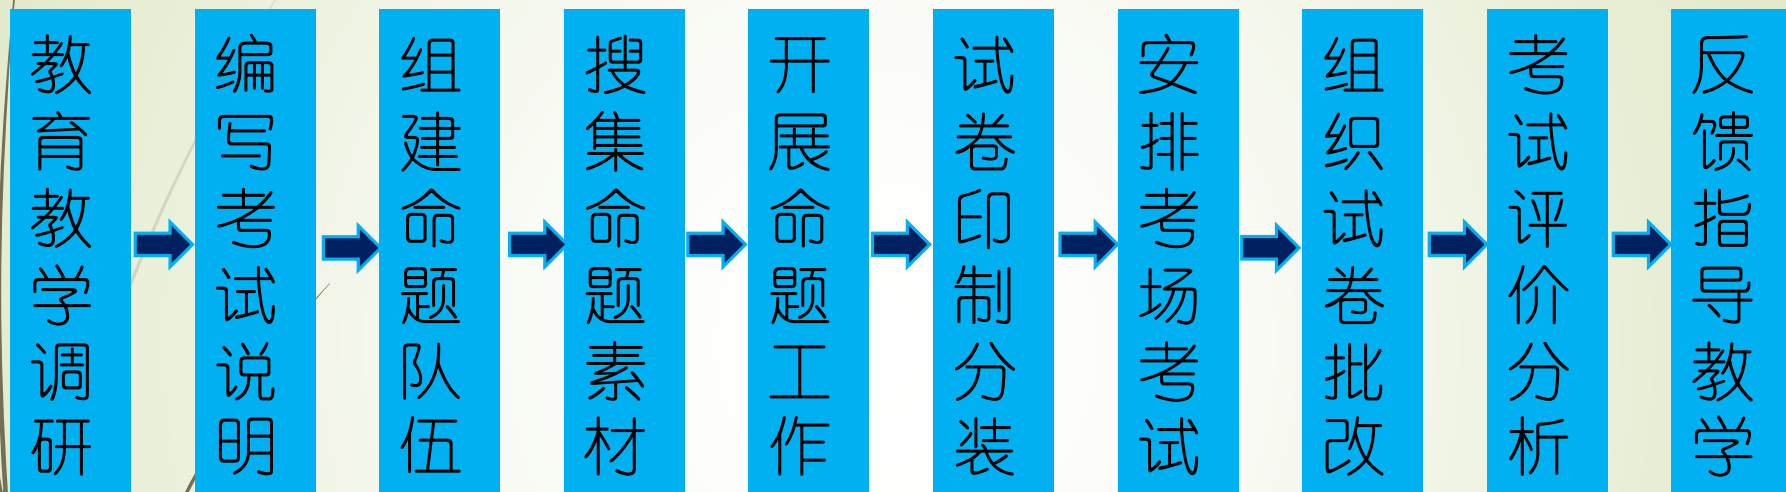 教育教学调研
编写考试说明
组建命题队伍
搜集命题素材
开展命题工作
试卷印制分装
安排考场考试
组织试卷批改
考试评价分析
反馈指导教学